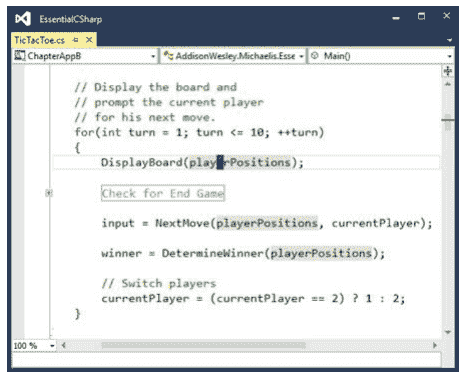 EssentialCSharp
TicTacToe.cs
ChapterAppB AddisonWesley.Michaelis.Esse Main()
// Display the board and
// prompt the current player
// for his next move.
for(int turn = 1; turn <= 10; ++turn)
{
DisplayBoard(playerPositions);
Check for End Game
input = NextMove(playerPositions, currentPlayer);
winner = DetermineWinner(playerPositions);
// Switch players
currentPlayer = (currentPlayer == 2) ? 1 : 2;
}
100 %